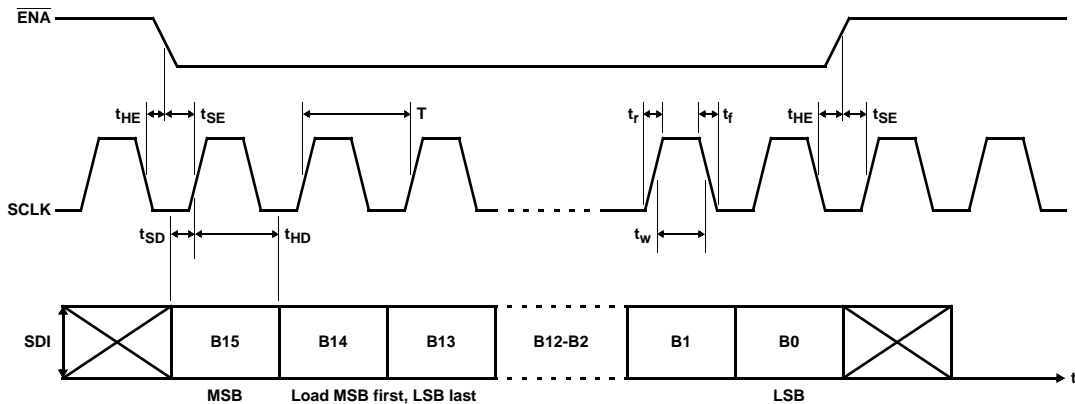 ENA
tHE tSE T tr tf tHE tSE
SCLK
tSD tHD tw
SDI B15 B14 B13 B12-B2 B1 B0 t
MSB Load MSB first, LSB last LSB